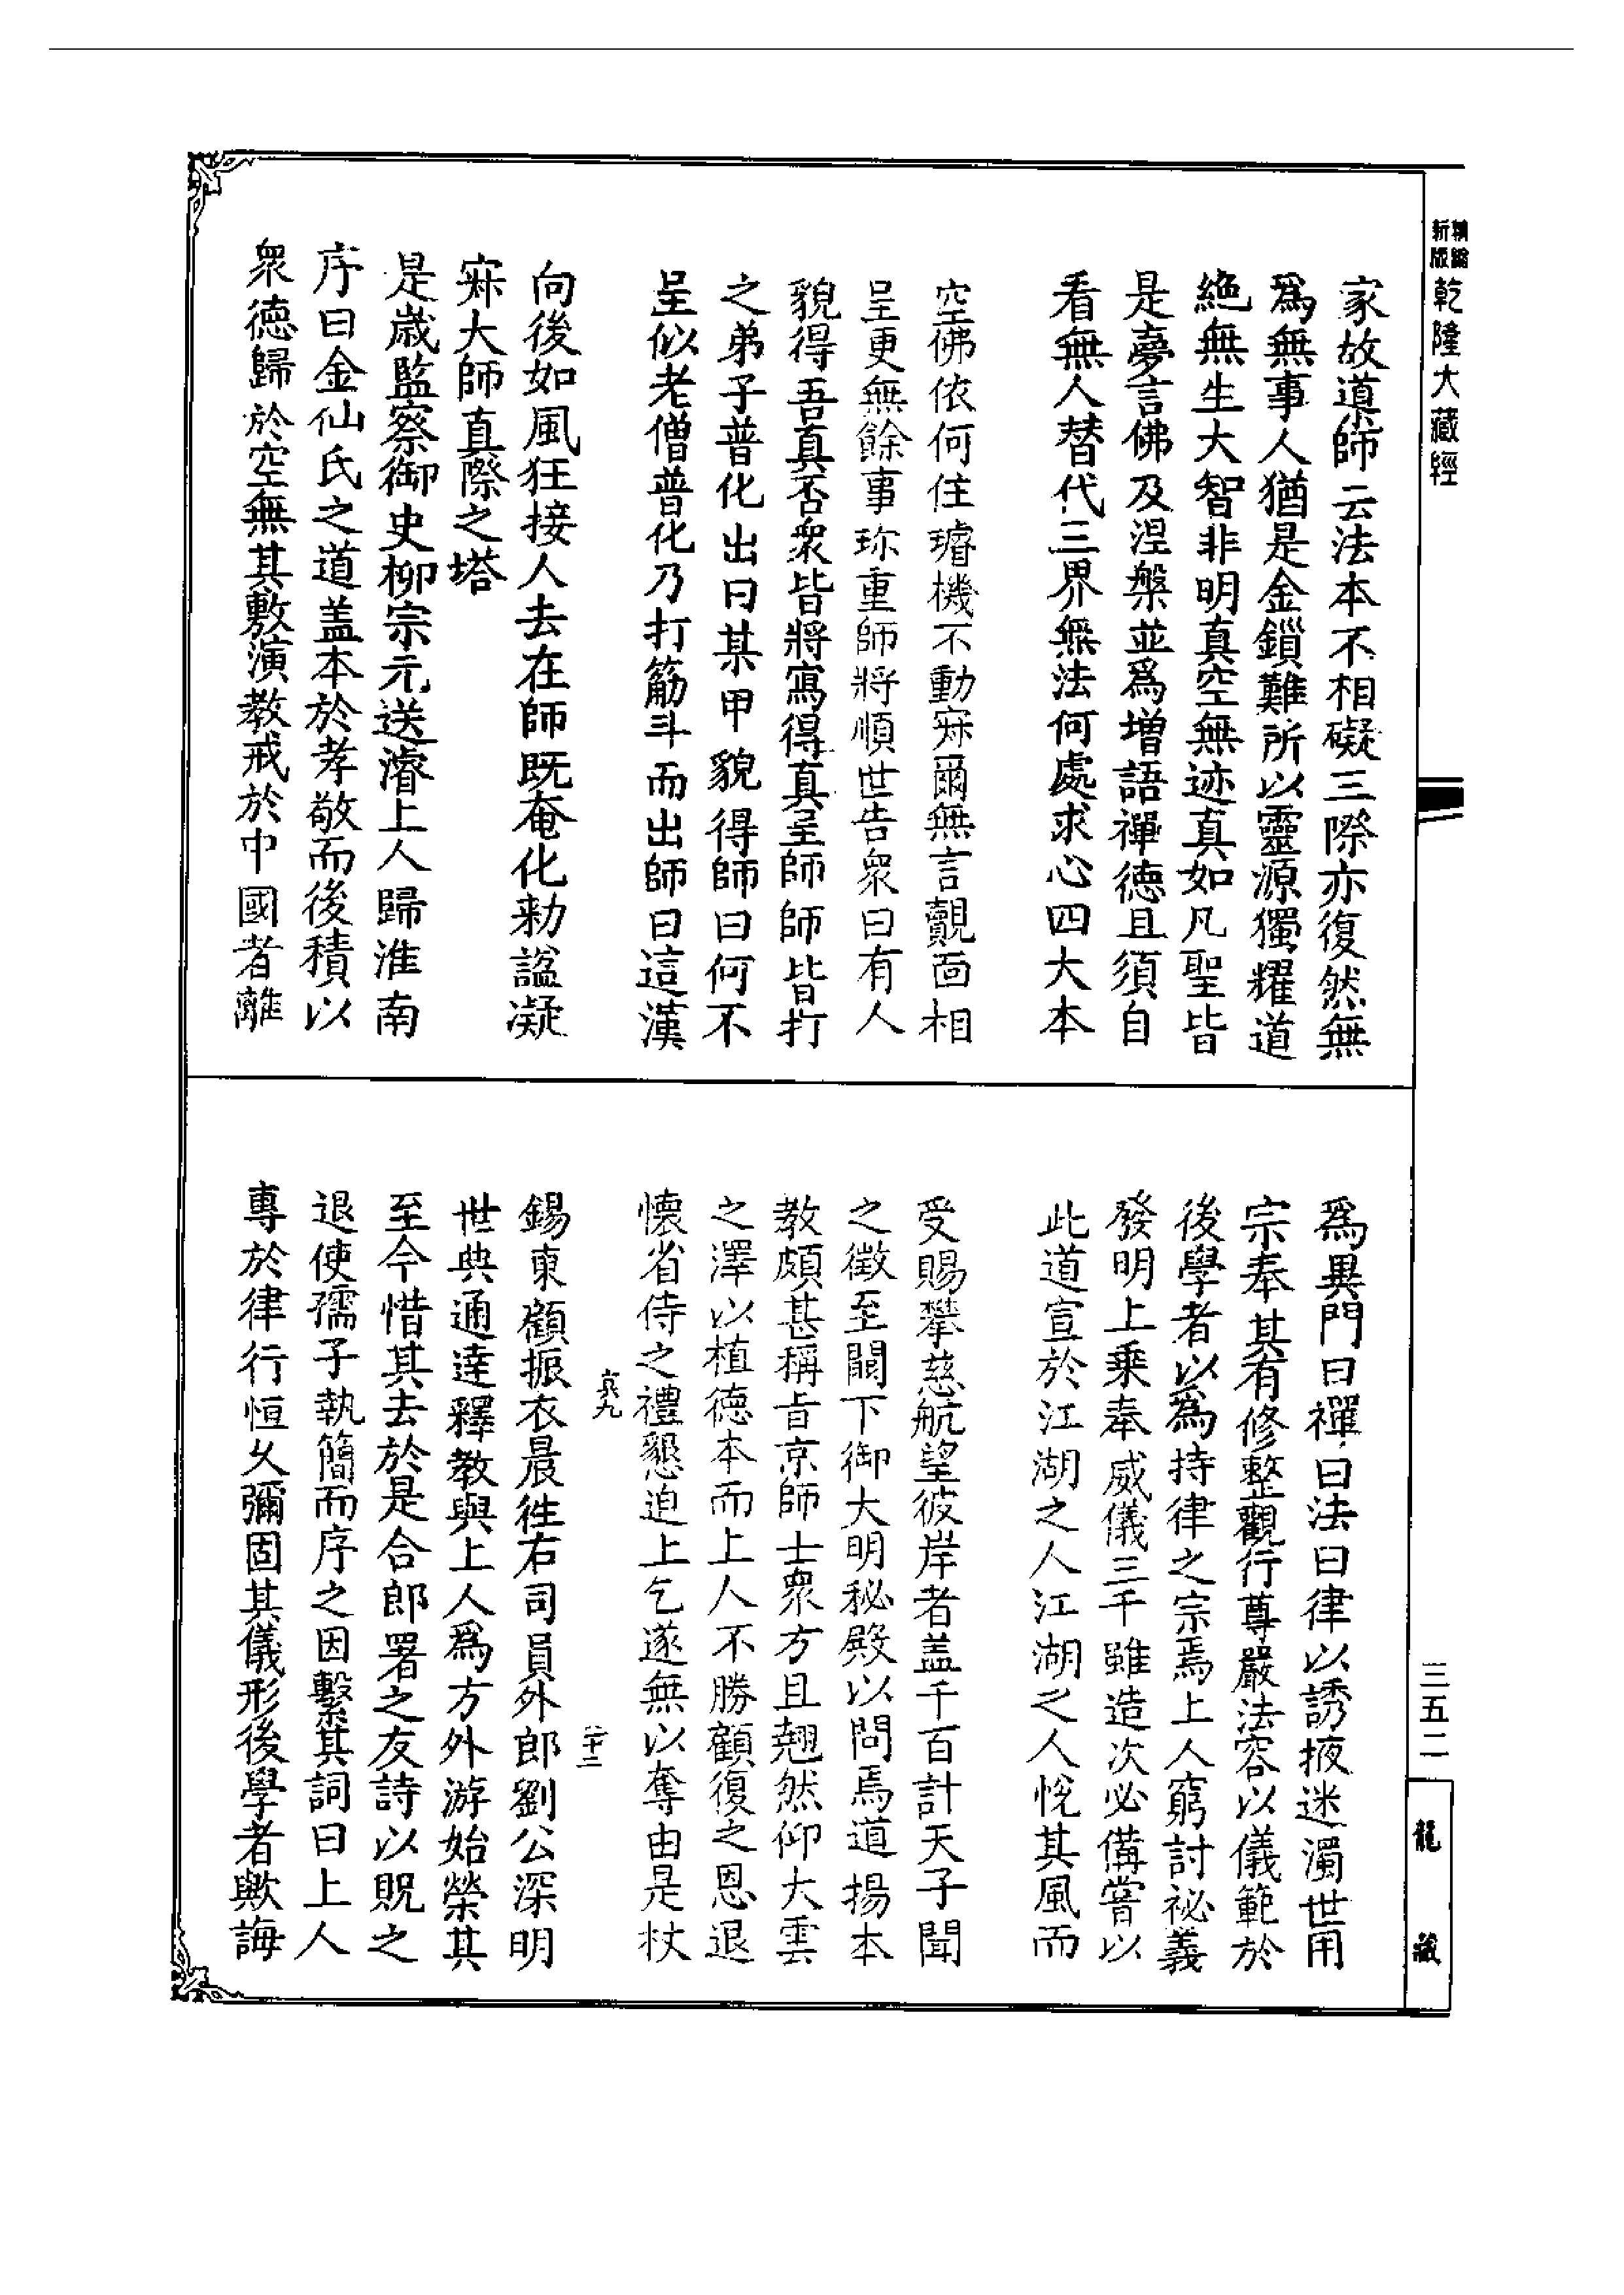 新版 精縮
乾隆大藏經
家故道師云法本不相礙三際亦復然無
爲無事人猶是金鎖難所以靈源獨耀道
絶無生大智非明真空無迹真如凡聖皆
是夢言佛及涅槃並爲增語禪德且須自
看無人替代三界無法何處求心四大本
空佛依何住璿機不動寂爾無言覿面相
呈更無餘事珎重師將順世告衆曰有人
貌得吾真否衆皆將寫得真呈師師皆打
之弟子普化出曰某甲貌得師曰何不
呈似老僧普化乃打筋斗而出師曰這漢
向後如風狂接人去在師既奄化勑諡凝
寂大師真際之塔
是歳監察御史柳宗元送濬上人歸淮南
序曰金仙氏之道盖本於孝敬而後積以
衆德歸於空無其敷演教戒於中國者離
爲異門曰禪曰法曰律以誘掖迷濁世用
宗奉其有修整觀行尊嚴法容以儀範於
後學者以為持律之宗焉上人窮討祕義
發明上乘奉威儀三千雖造次必備嘗以
此道宣於江湖之人江湖之人悅其風而
受賜攀慈航望彼岸者盖千百計天子聞
之徵至闕下御大明秘殿以問焉道揚本
教頗甚稱旨京師士衆方且翹然仰大雲
之澤以植德本而上人不勝顧復之恩退
懷省侍之禮懇迫上乞遂無以奪由是杖
哀九
二十二
錫東顧振衣晨徃右司員外郎劉公深明
世典通達釋教與上人爲方外游始榮其
至今惜其去於是合郎署之友詩以貺之
退使孺子執簡而序之因繫其詞曰上人
專於律行恒久彌固其儀形後學者歟誨
三五二
龍藏